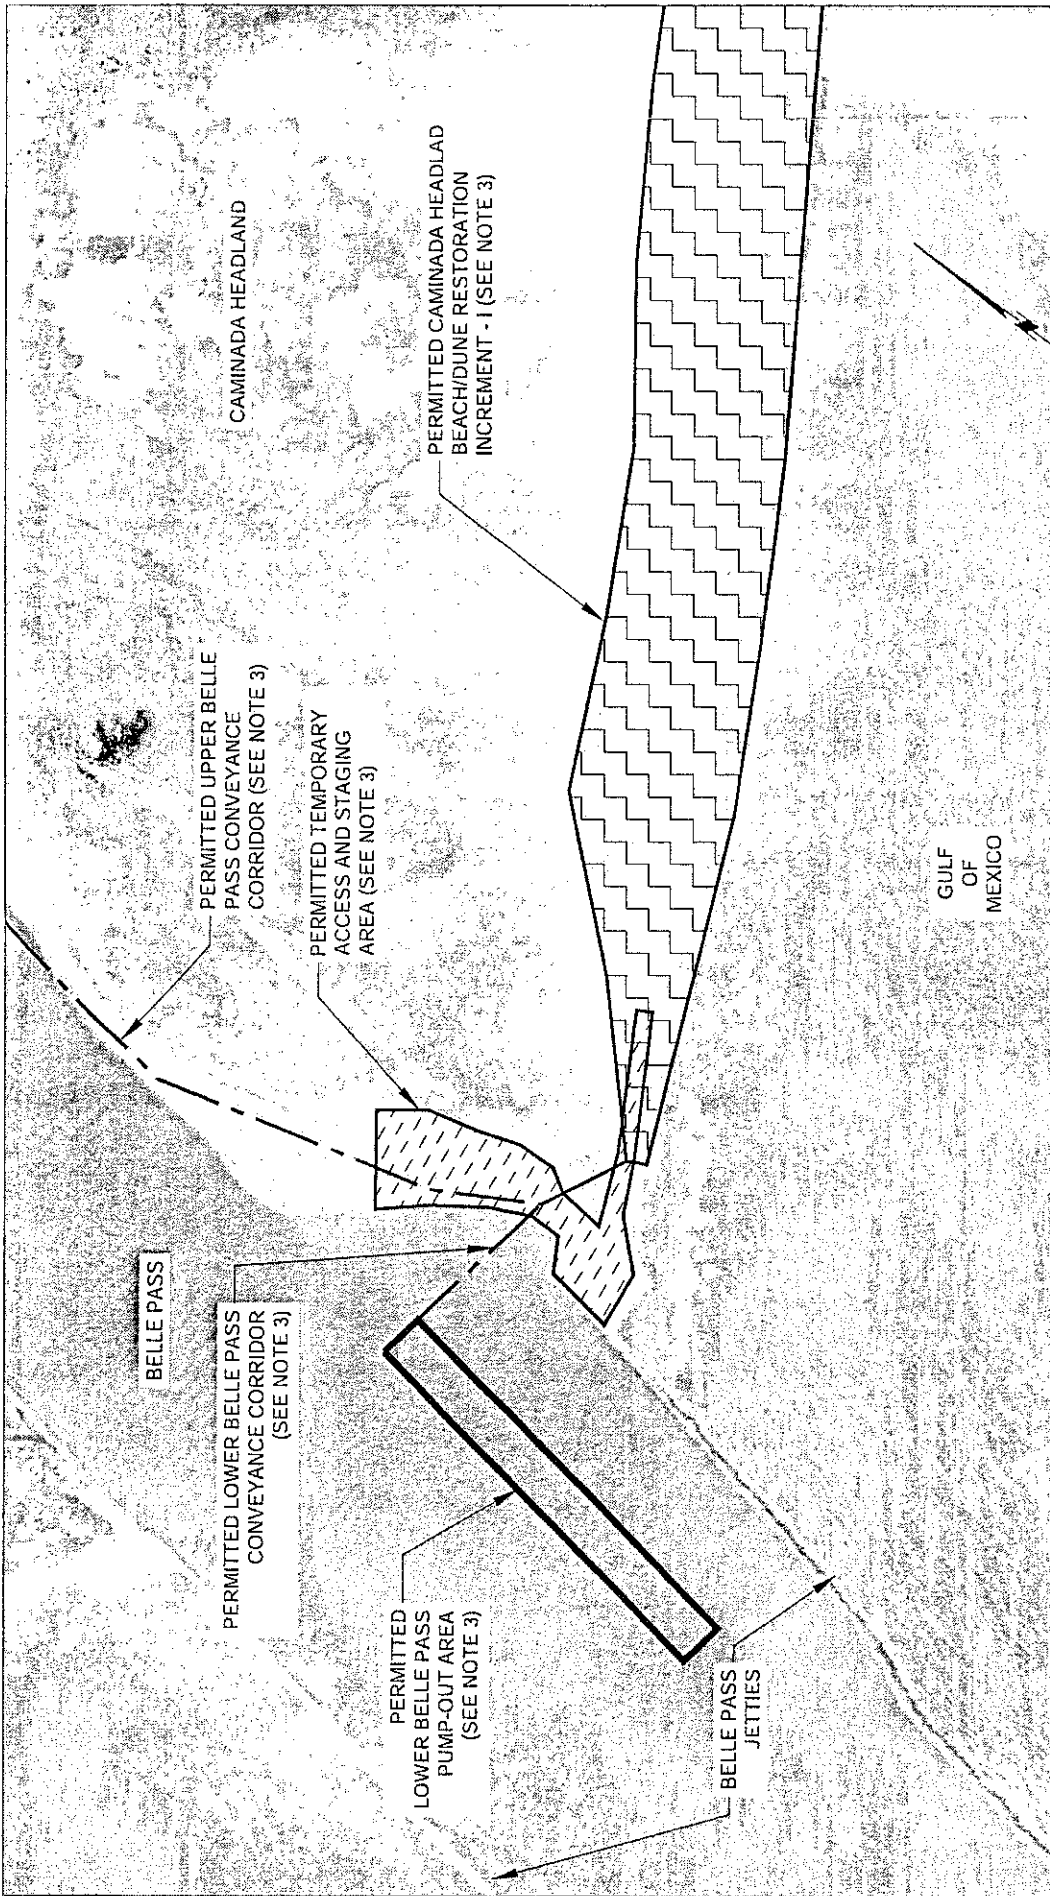 BELLE PASS
PERMITTED LOWER BELLE PASS
CONVEYANCE CORRIDOR
(SEE NOTE 3)
PERMITTED
LOWER BELLE PASS
PUMP-OUT AREA
(SEE NOTE 3)
BELLE PASS
JETTIES
PERMITTED UPPER BELLE
PASS CONVEYANCE
CORRIDOR (SEE NOTE 3)
PERMITTED TEMPORARY
ACCESS AND STAGING
AREA (SEE NOTE 3)
CAMINADA HEADLAND
PERMITTED CAMINADA HEADLAD
BEACH/DUNE RESTORATION
INCREMENT - I (SEE NOTE 3)
GULF
OF
MEXICO